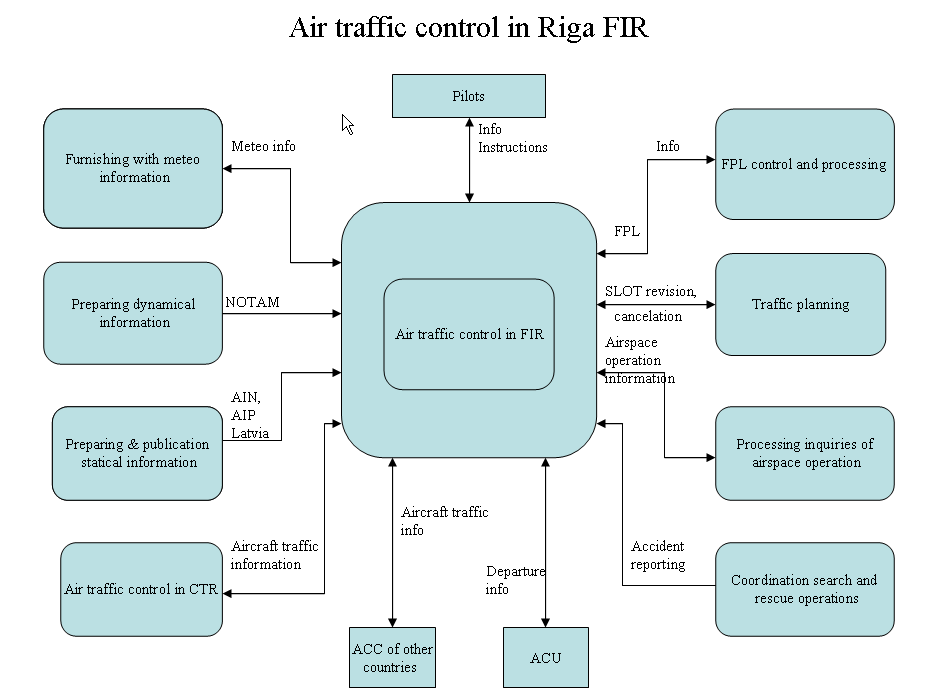 Air traffic control in Riga FIR
Pilots
Info
Instructions
Furnishing with meteo
information
Meteo info
Info
FPL control and processing
FPL
Preparing dynamical
information
NOTAM
Air traffic control in FIR
SLOT revision,
cancelation
Traffic planning
Airspace
operation
information
AIN,
AIP
Latvia
Preparing & publication
statical information
Processing inquiries of
airspace operation
Aircraft traffic
info
Aircraft traffic
information
Air traffic control in CTR
Departure
info
Accident
reporting
Coordination search and
rescue operations
ACC of other
countries
ACU